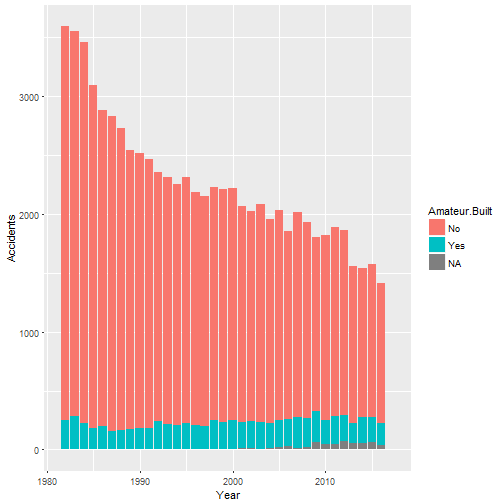 3000
2000
1000
0
1980
1990
2000
2010
Year
Accidents
Amateur.Built
No
Yes
NA